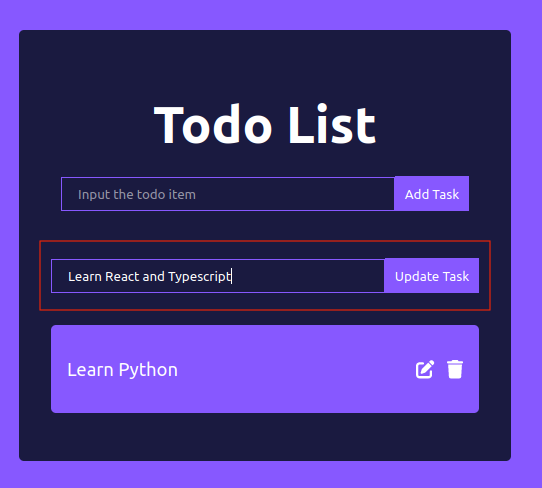 Todo List
Input the todo item
Add Task
Learn React and Typescript
Update Task
Learn Python